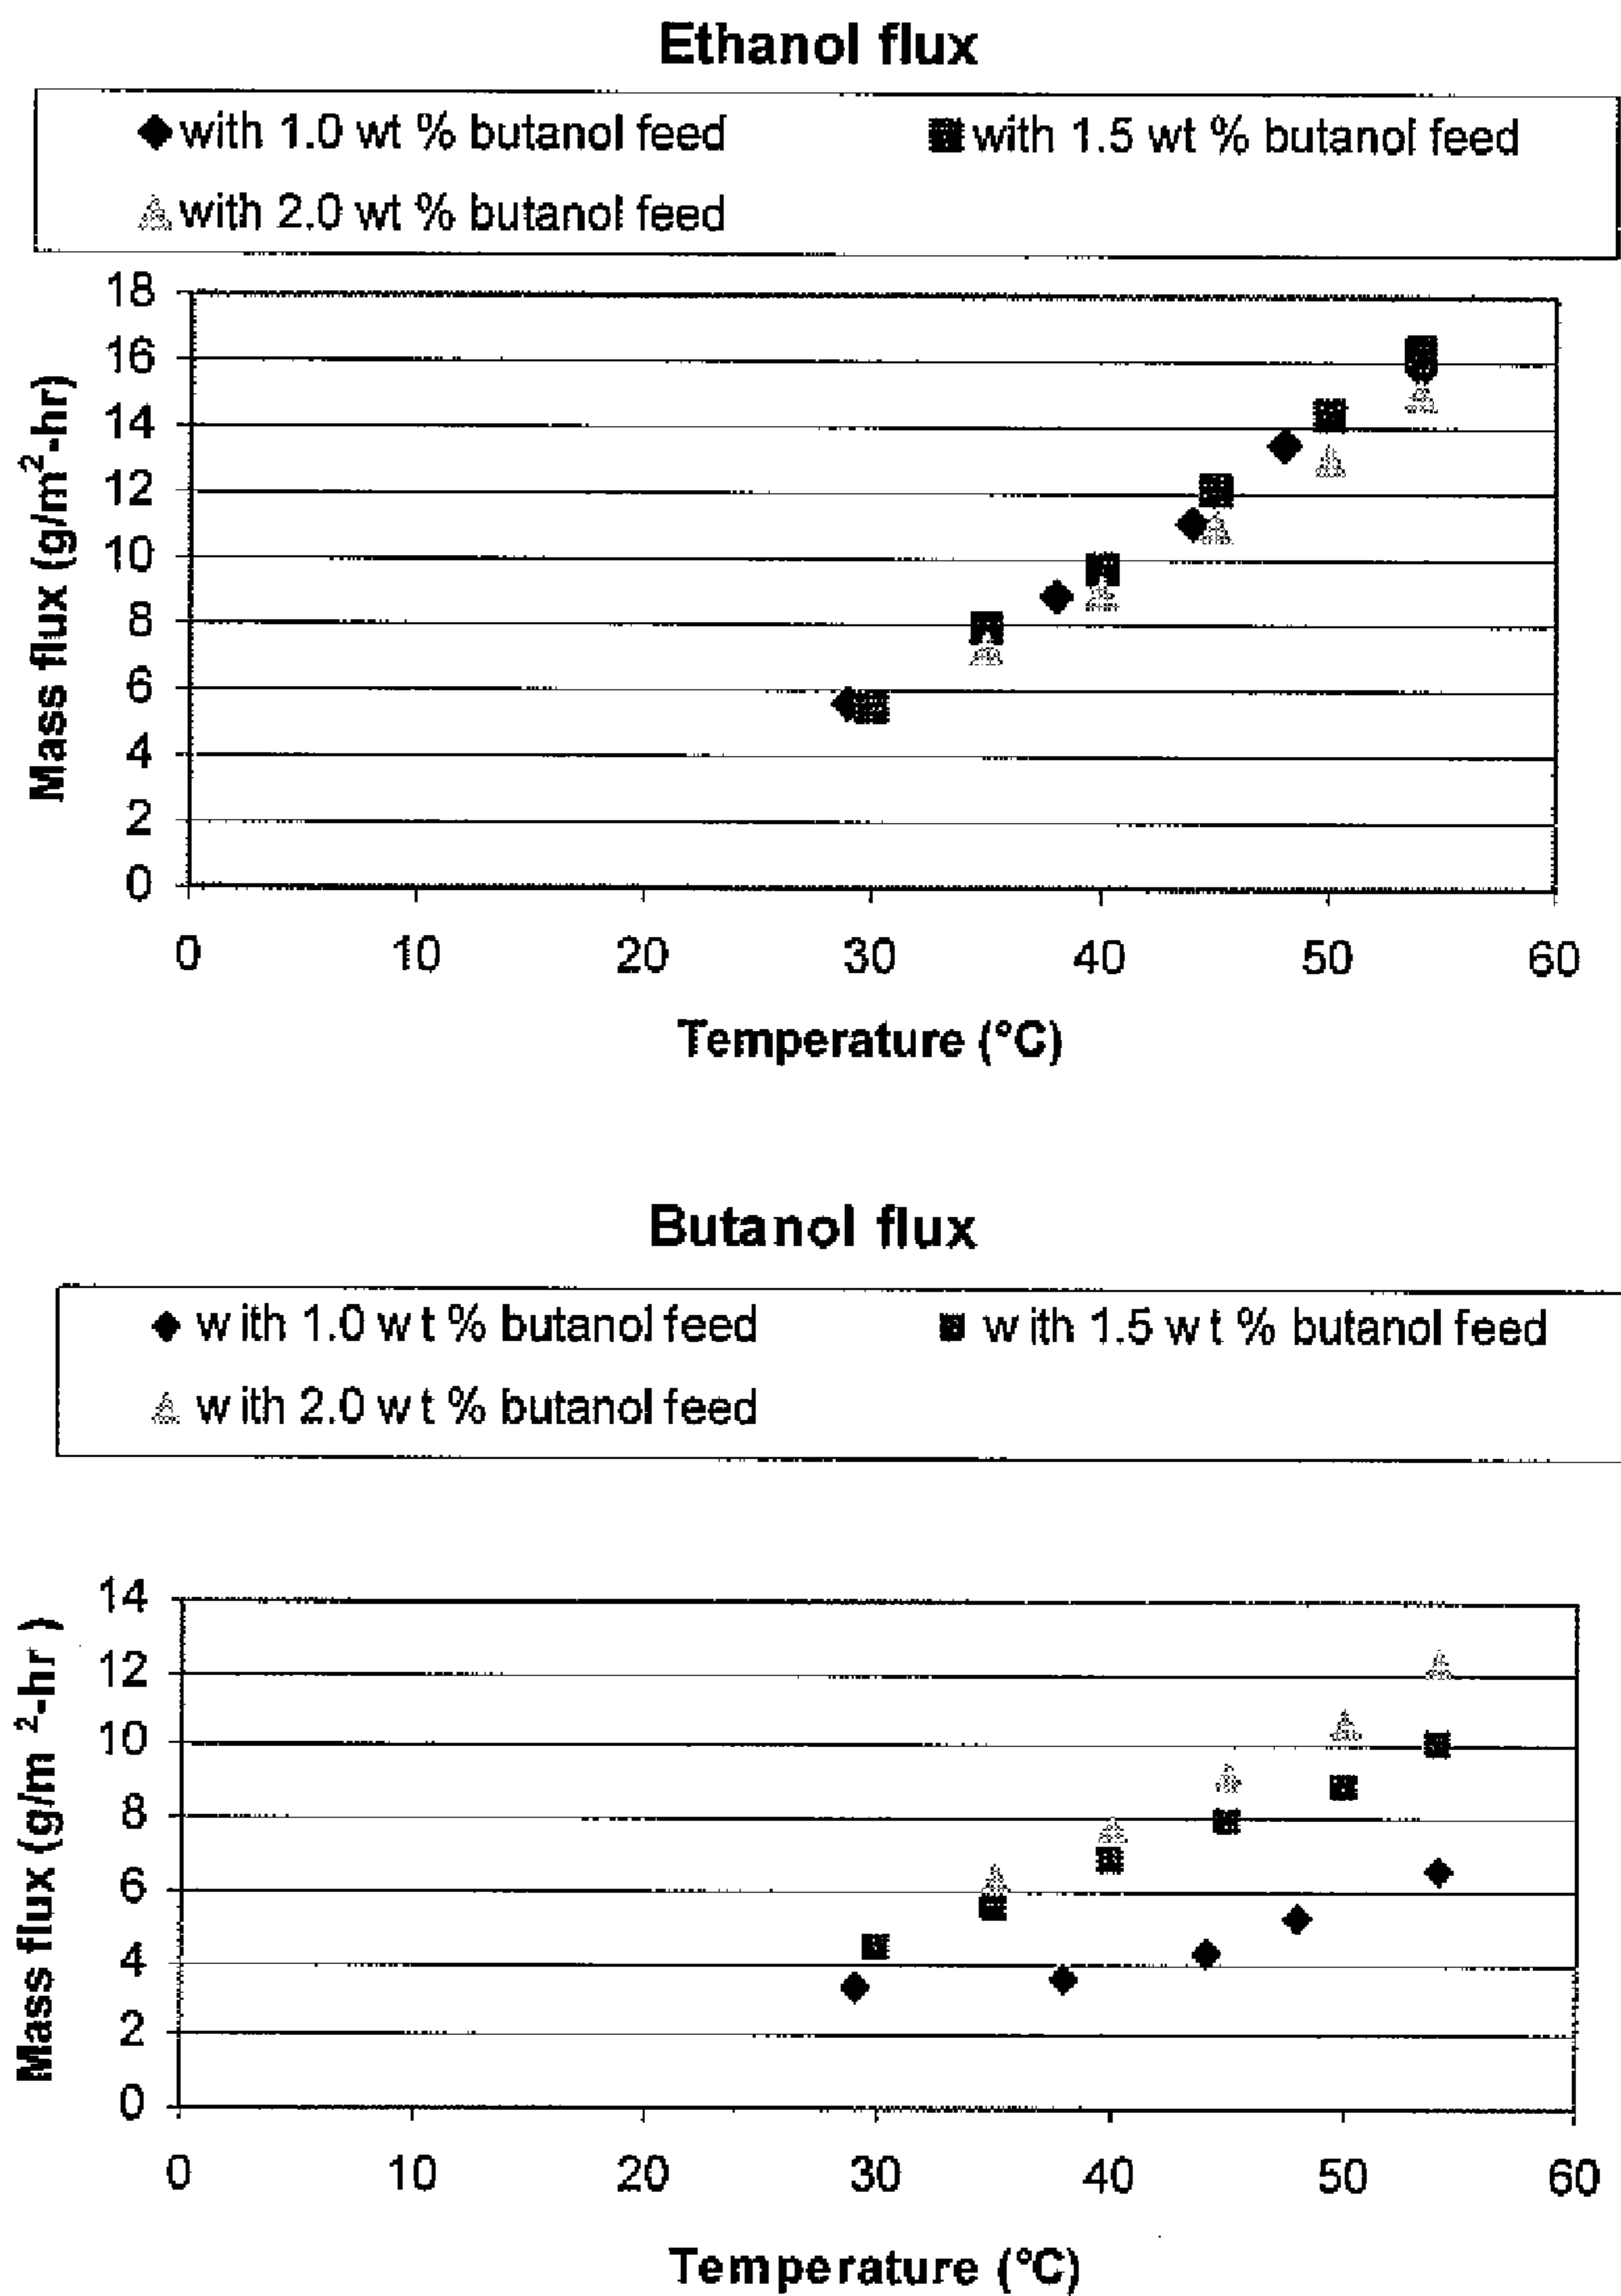 Ethanol flux
with 1.0 wt % butanol feed with 1.5 wt % butanol feed
with 2.0 wt % butanol feed
18
16
14
12
10
8
6
4
2
0
Mass flux (g/m²-hr)
0 10 20 30 40 50 60
Temperature (°C)
Butanol flux
with 1.0 wt % butanol feed with 1.5 wt % butanol feed
with 2.0 wt % butanol feed
14
12
10
8
6
4
2
0
Mass flux (g/m ²-hr )
0 10 20 30 40 50 60
Temperature (°C)